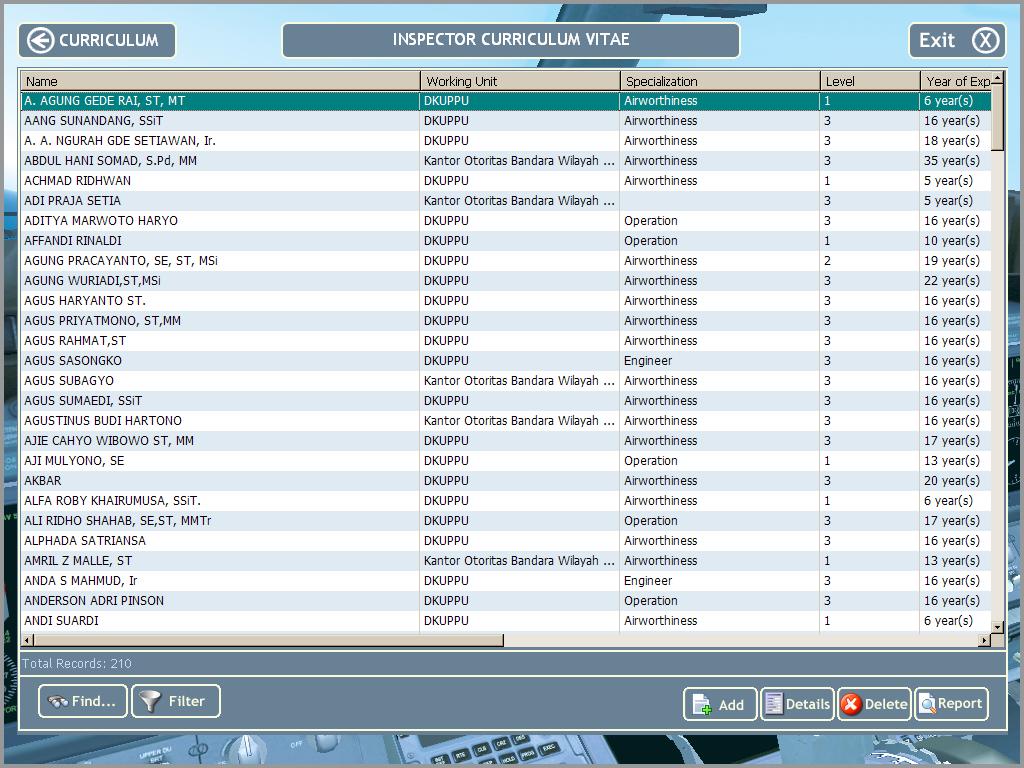 CURRICULUM INSPECTOR CURRICULUM VITAE Exit
Name Working Unit Specialization Level Year of Exp
A. AGUNG GEDE RAI, ST, MT DKUPPU Airworthiness 1 6 year(s)
AANG SUNANDANG, SSiT DKUPPU Airworthiness 3 16 year(s)
A. A. NGURAH GDE SETIAWAN, Ir. DKUPPU Airworthiness 3 18 year(s)
ABDUL HANI SOMAD, S.Pd, MM Kantor Otoritas Bandara Wilayah ... Airworthiness 3 35 year(s)
ACHMAD RIDHWAN DKUPPU Airworthiness 1 5 year(s)
ADI PRAJA SETIA Kantor Otoritas Bandara Wilayah ... 3 5 year(s)
ADITYA MARWOTO HARYO DKUPPU Operation 3 16 year(s)
AFFANDI RINALDI DKUPPU Operation 1 10 year(s)
AGUNG PRACAYANTO, SE, ST, MSi DKUPPU Airworthiness 2 19 year(s)
AGUNG WURIADI,ST,MSi DKUPPU Airworthiness 3 22 year(s)
AGUS HARYANTO ST. DKUPPU Airworthiness 3 16 year(s)
AGUS PRIYATMONO, ST,MM DKUPPU Airworthiness 3 16 year(s)
AGUS RAHMAT,ST DKUPPU Airworthiness 3 16 year(s)
AGUS SASONGKO DKUPPU Engineer 3 16 year(s)
AGUS SUBAGYO Kantor Otoritas Bandara Wilayah ... Airworthiness 3 16 year(s)
AGUS SUMAEDI, SSiT DKUPPU Airworthiness 3 16 year(s)
AGUSTINUS BUDI HARTONO Kantor Otoritas Bandara Wilayah ... Airworthiness 3 16 year(s)
AJIE CAHYO WIBOWO ST, MM DKUPPU Airworthiness 3 17 year(s)
AJI MULYONO, SE DKUPPU Operation 1 13 year(s)
AKBAR DKUPPU Airworthiness 3 20 year(s)
ALFA ROBY KHAIRUMUSA, SSiT. DKUPPU Airworthiness 1 6 year(s)
ALI RIDHO SHAHAB, SE,ST, MMTr DKUPPU Operation 3 17 year(s)
ALPHADA SATRIANSA DKUPPU Airworthiness 3 16 year(s)
AMRIL Z MALLE, ST Kantor Otoritas Bandara Wilayah ... Airworthiness 1 13 year(s)
ANDA S MAHMUD, Ir DKUPPU Engineer 3 16 year(s)
ANDERSON ADRI PINSON DKUPPU Operation 3 16 year(s)
ANDI SUARDI DKUPPU Airworthiness 1 6 year(s)
Total Records: 210
Find... Filter Add Details Delete Report